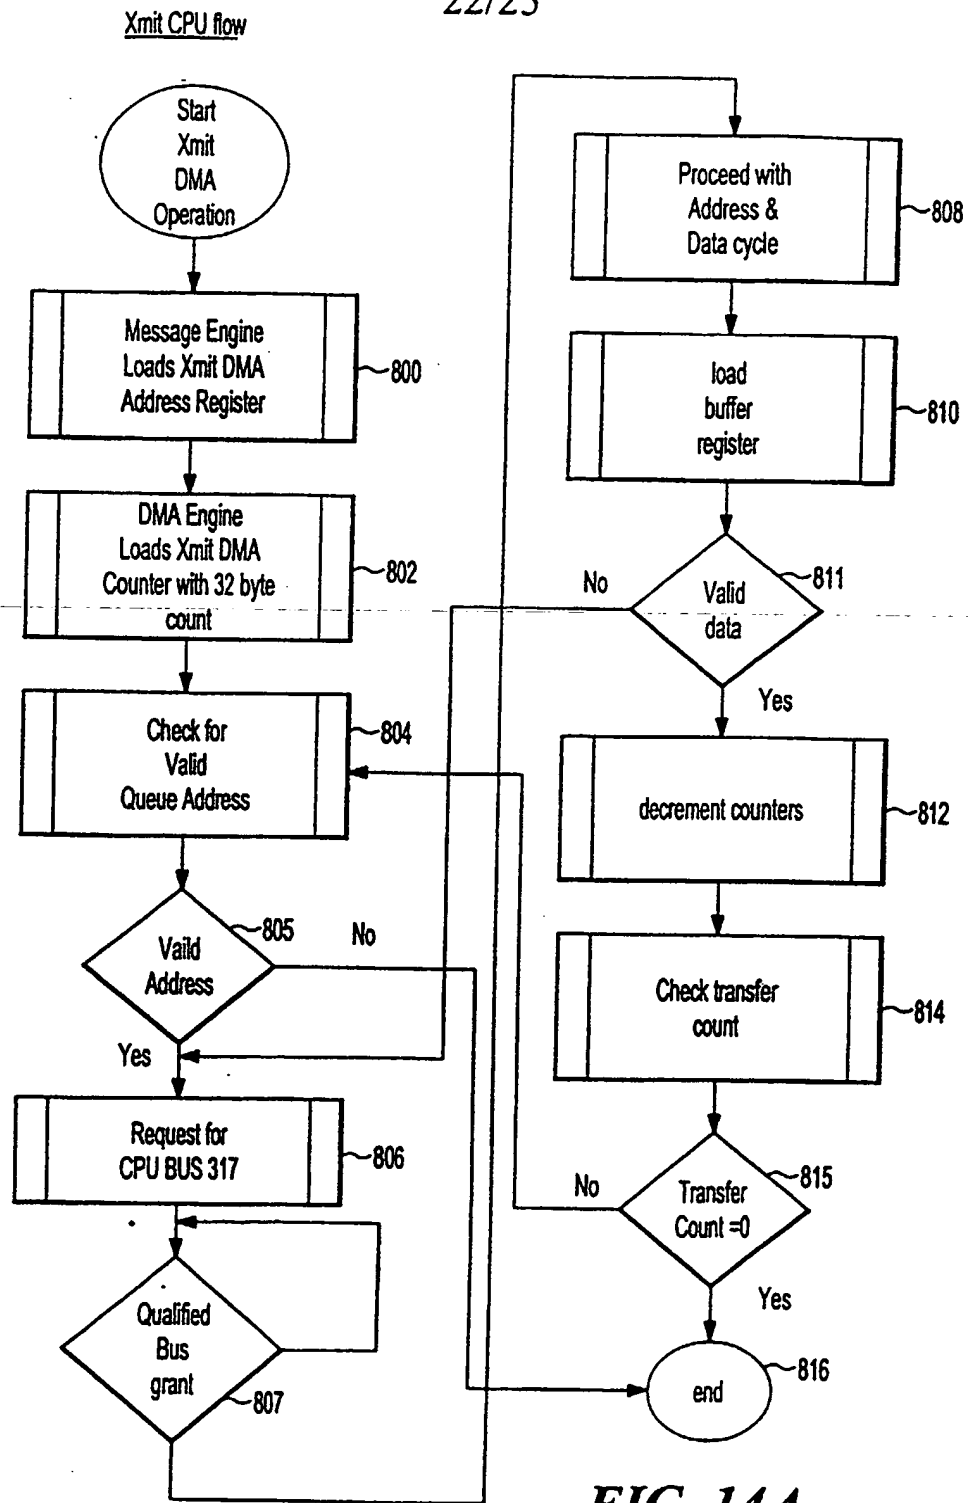 22/23
Xmit CPU flow
Start
Xmit
DMA
Operation
Message Engine
Loads Xmit DMA
Address Register
800
DMA Engine
Loads Xmit DMA
Counter with 32 byte
count
802
Check for
Valid
Queue Address
804
Vaild
Address
805
No
Yes
Request for
CPU BUS 317
806
Qualified
Bus
grant
807
Proceed with
Address &
Data cycle
808
load
buffer
register
810
Valid
data
811
No
Yes
decrement counters
812
Check transfer
count
814
Transfer
Count =0
815
No
Yes
end
816
FIG. 14A